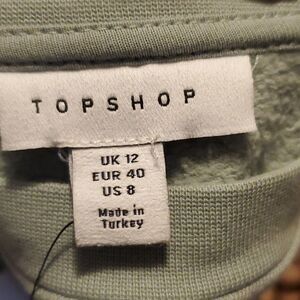 TOPSHOP
UK 12
EUR 40
US 8
Made in
Turkey